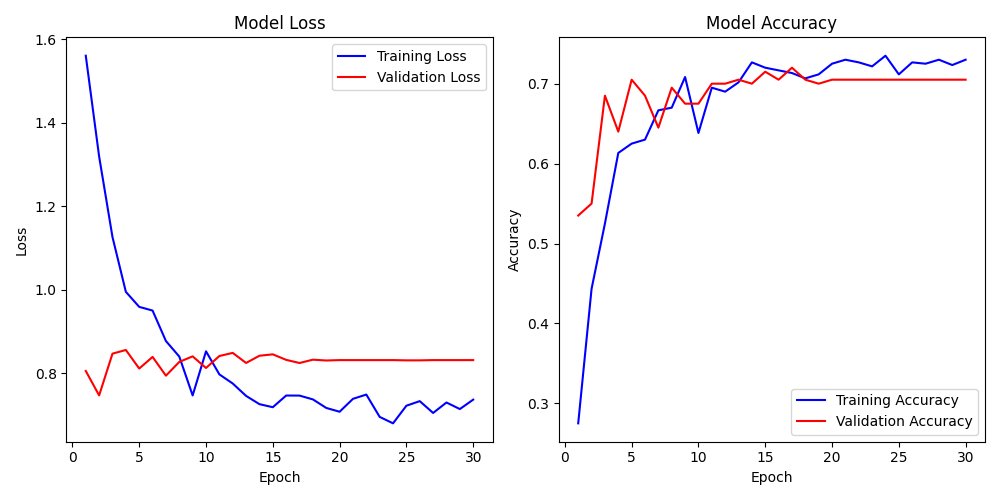 Model Loss
1.6
1.4
1.2
1.0
0.8
Loss
0
5
10
15
20
25
30
Epoch
Training Loss
Validation Loss
Model Accuracy
0.7
0.6
0.5
0.4
0.3
Accuracy
0
5
10
15
20
25
30
Epoch
Training Accuracy
Validation Accuracy